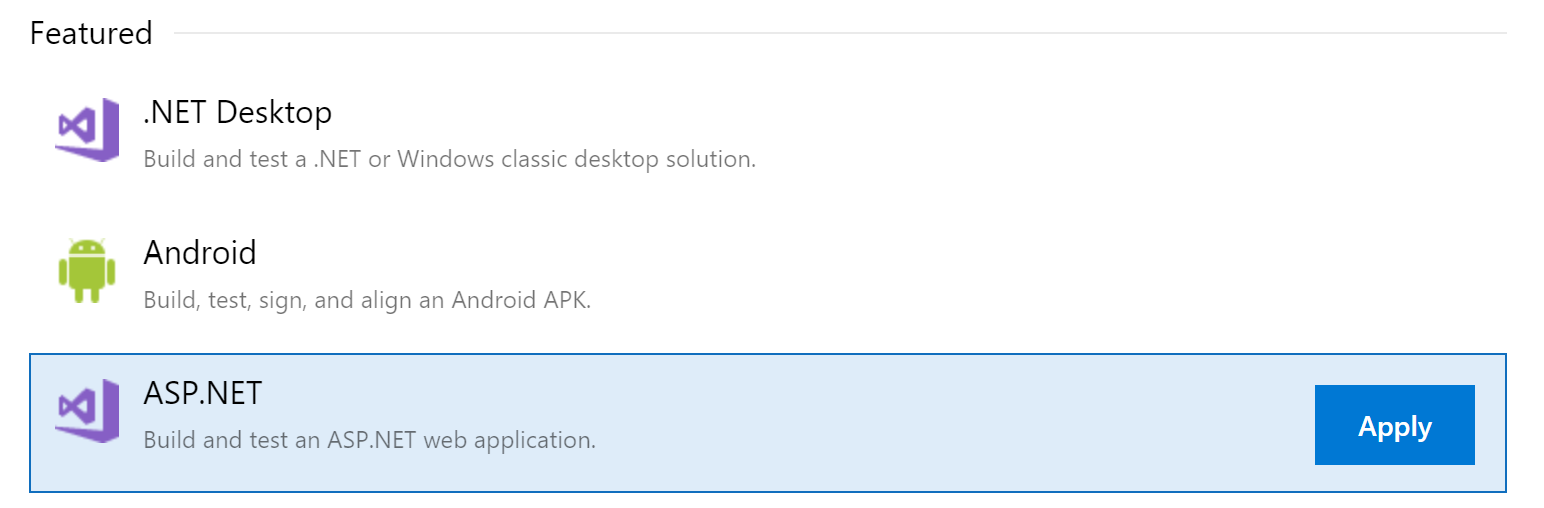 Featured
.NET Desktop
Build and test a .NET or Windows classic desktop solution.
Android
Build, test, sign, and align an Android APK.
ASP.NET
Build and test an ASP.NET web application.
Apply